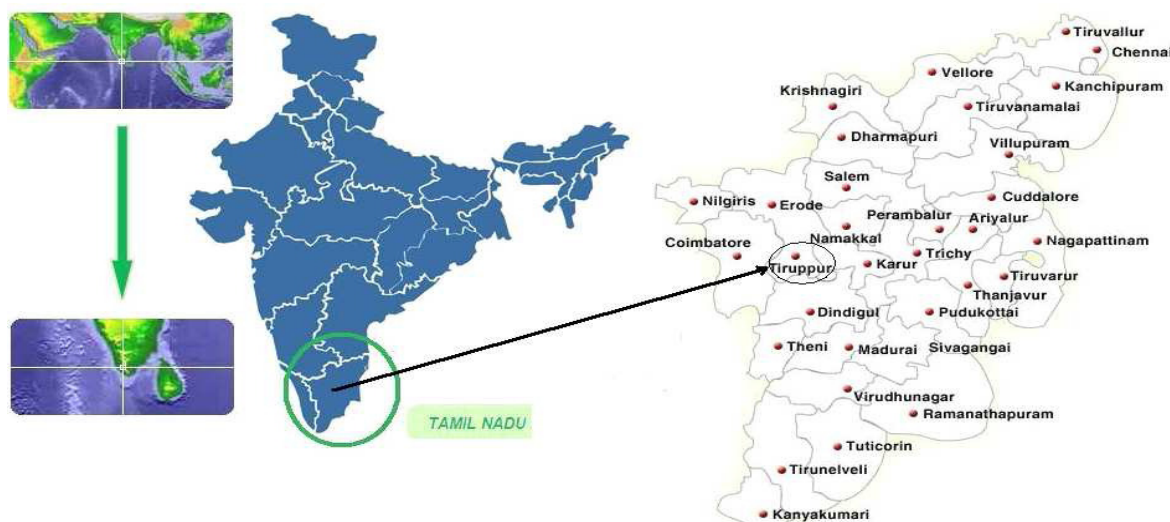 Tiruvallur
Chennai
Vellore
Kanchipuram
Krishnagiri
Tiruvanamalai
Dharmapuri
Villupuram
Salem
Nilgiris
Erode
Cuddalore
Perambalur
Ariyalur
Namakkal
Coimbatore
Nagapattinam
Trichy
Karur
Tiruppur
Tiruvarur
Thanjavur
Dindigul
Pudukottai
Theni
Madurai
Sivagangai
Virudhunagar
Ramanathapuram
TAMIL NADU
Tuticorin
Tirunelveli
Kanyakumari